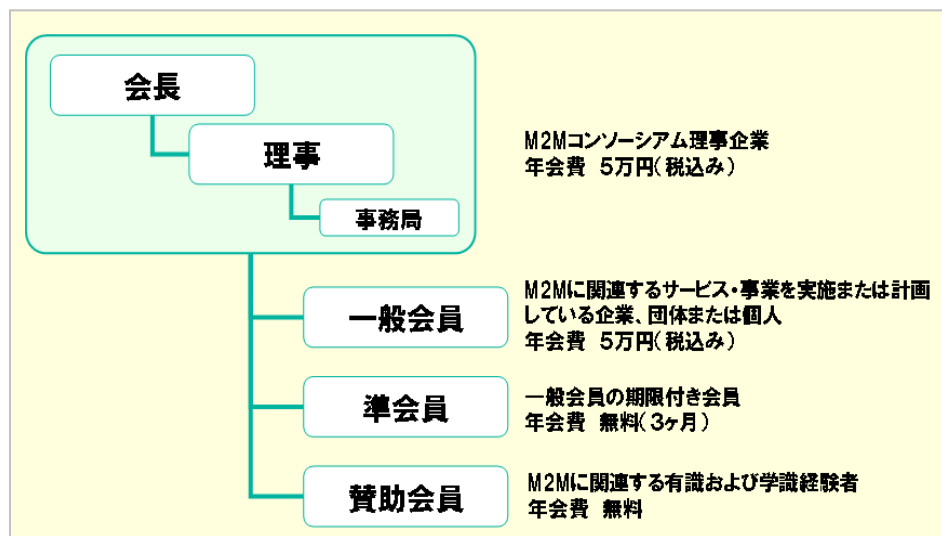 会長
理事
事務局
M2Mコンソーシアム理事企業
年会費 5万円(税込み)
一般会員
M2Mに関連するサービス・事業を実施または計画
している企業、団体または個人
年会費 5万円(税込み)
準会員
一般会員の期限付き会員
年会費 無料(3ヶ月)
賛助会員
M2Mに関連する有識および学識経験者
年会費 無料